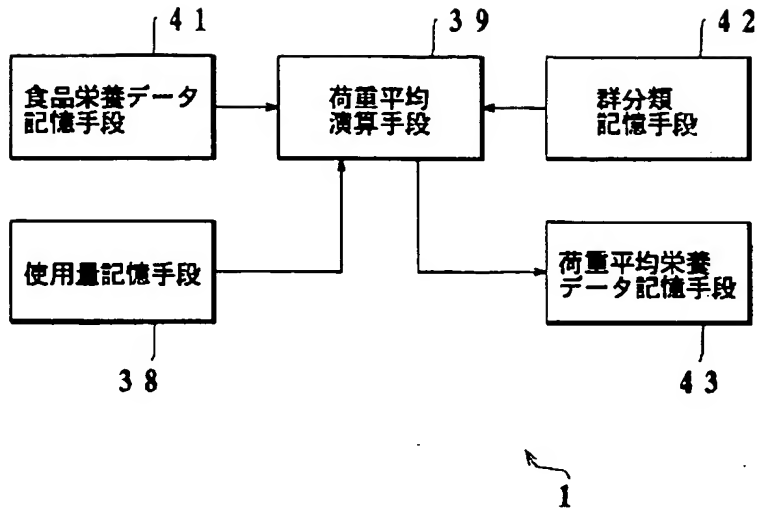 41
39
42
食品栄養データ
記憶手段
荷重平均
演算手段
群分類
記憶手段
使用量記憶手段
荷重平均栄養
データ記憶手段
38
43
1